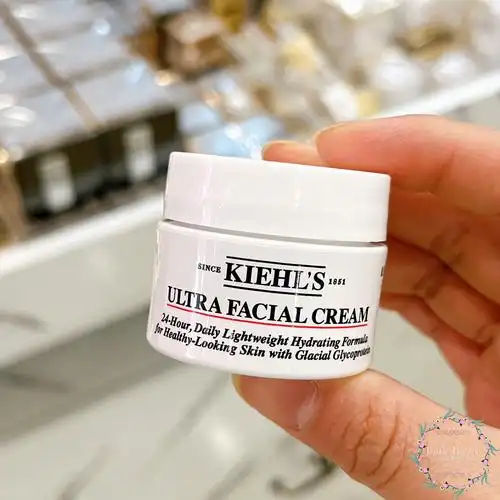 SINCE KIEHL'S 1851
ULTRA FACIAL CREAM
24-Hour, Daily Lightweight Hydrating Formula
for Healthy-Looking Skin with Glacial Glycoprotein